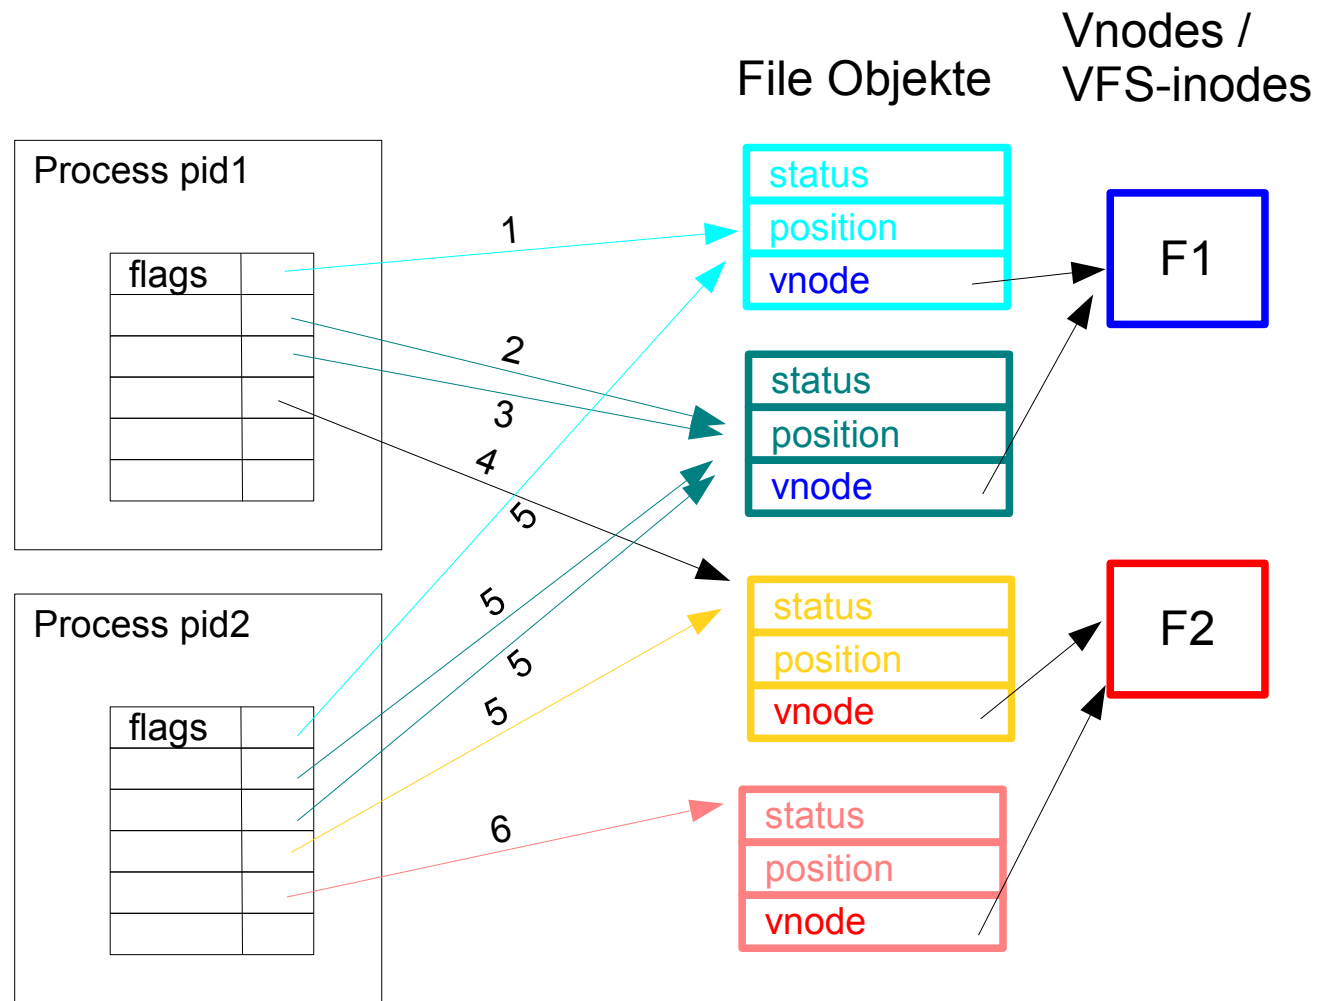 Vnodes /
VFS-inodes
File Objekte
Process pid1
flags
1
2
3
4
5
5
5
5
6
Process pid2
flags
status
position
vnode
status
position
vnode
status
position
vnode
status
position
vnode
F1
F2